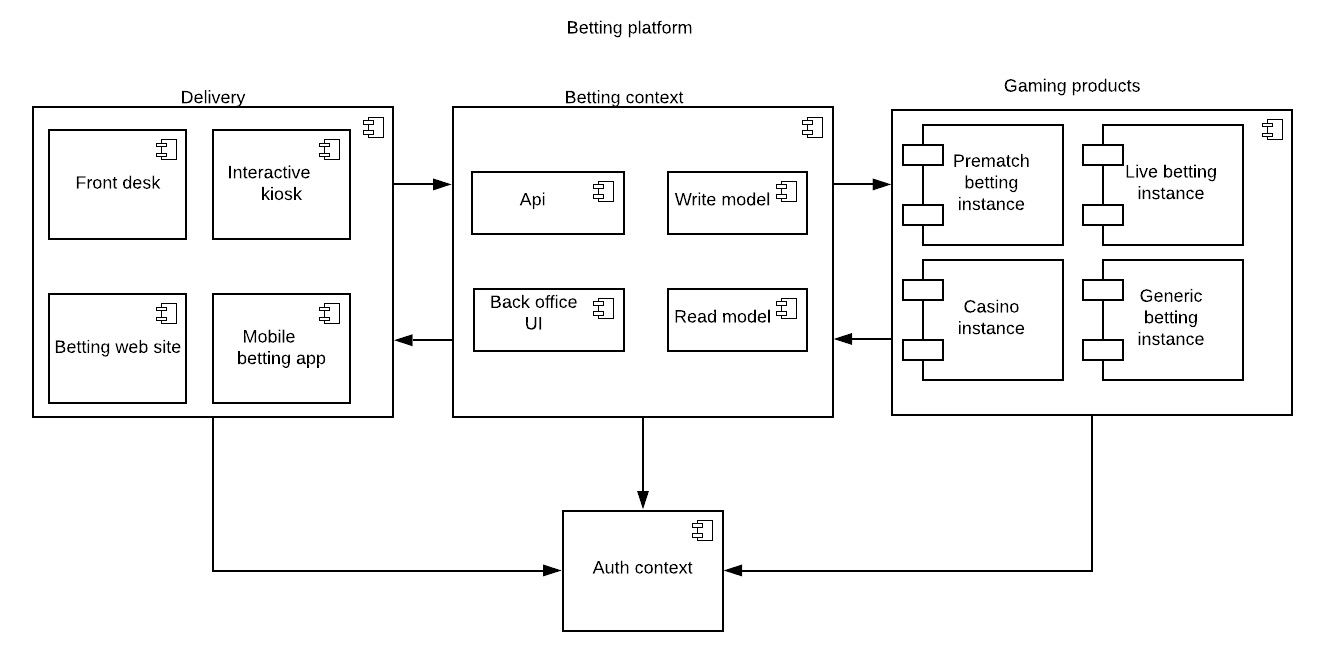 Betting platform
Delivery
Betting context
Gaming products
Front desk
Interactive
kiosk
Betting web site
Mobile
betting app
Api
Write model
Back office
UI
Read model
Prematch
betting
instance
Live betting
instance
Casino
instance
Generic
betting
instance
Auth context